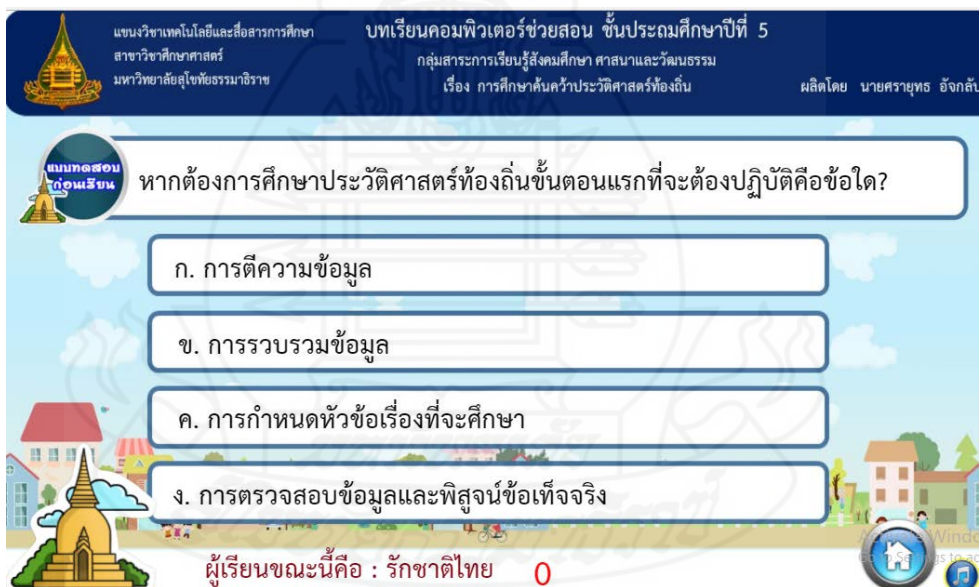 แขนงวิชาเทคโนโลยีและสื่อสารการศึกษา
สาขาวิชาศึกษาศาสตร์
มหาวิทยาลัยสุโขทัยธรรมาธิราช
บทเรียนคอมพิวเตอร์ช่วยสอน ชั้นประถมศึกษาปีที่ 5
กลุ่มสาระการเรียนรู้สังคมศึกษา ศาสนาและวัฒนธรรม
เรื่อง การศึกษาค้นคว้าประวัติศาสตร์ท้องถิ่น
ผลิตโดย นายศรายุทธ อัจกลับ
แบบทดสอบ
ก่อนเรียน
หากต้องการศึกษาประวัติศาสตร์ท้องถิ่นขั้นตอนแรกที่จะต้องปฏิบัติคือข้อใด?
ก. การตีความข้อมูล
ข. การรวบรวมข้อมูล
ค. การกำหนดหัวข้อเรื่องที่จะศึกษา
ง. การตรวจสอบข้อมูลและพิสูจน์ข้อเท็จจริง
ผู้เรียนขณะนี้คือ : รักชาติไทย 0